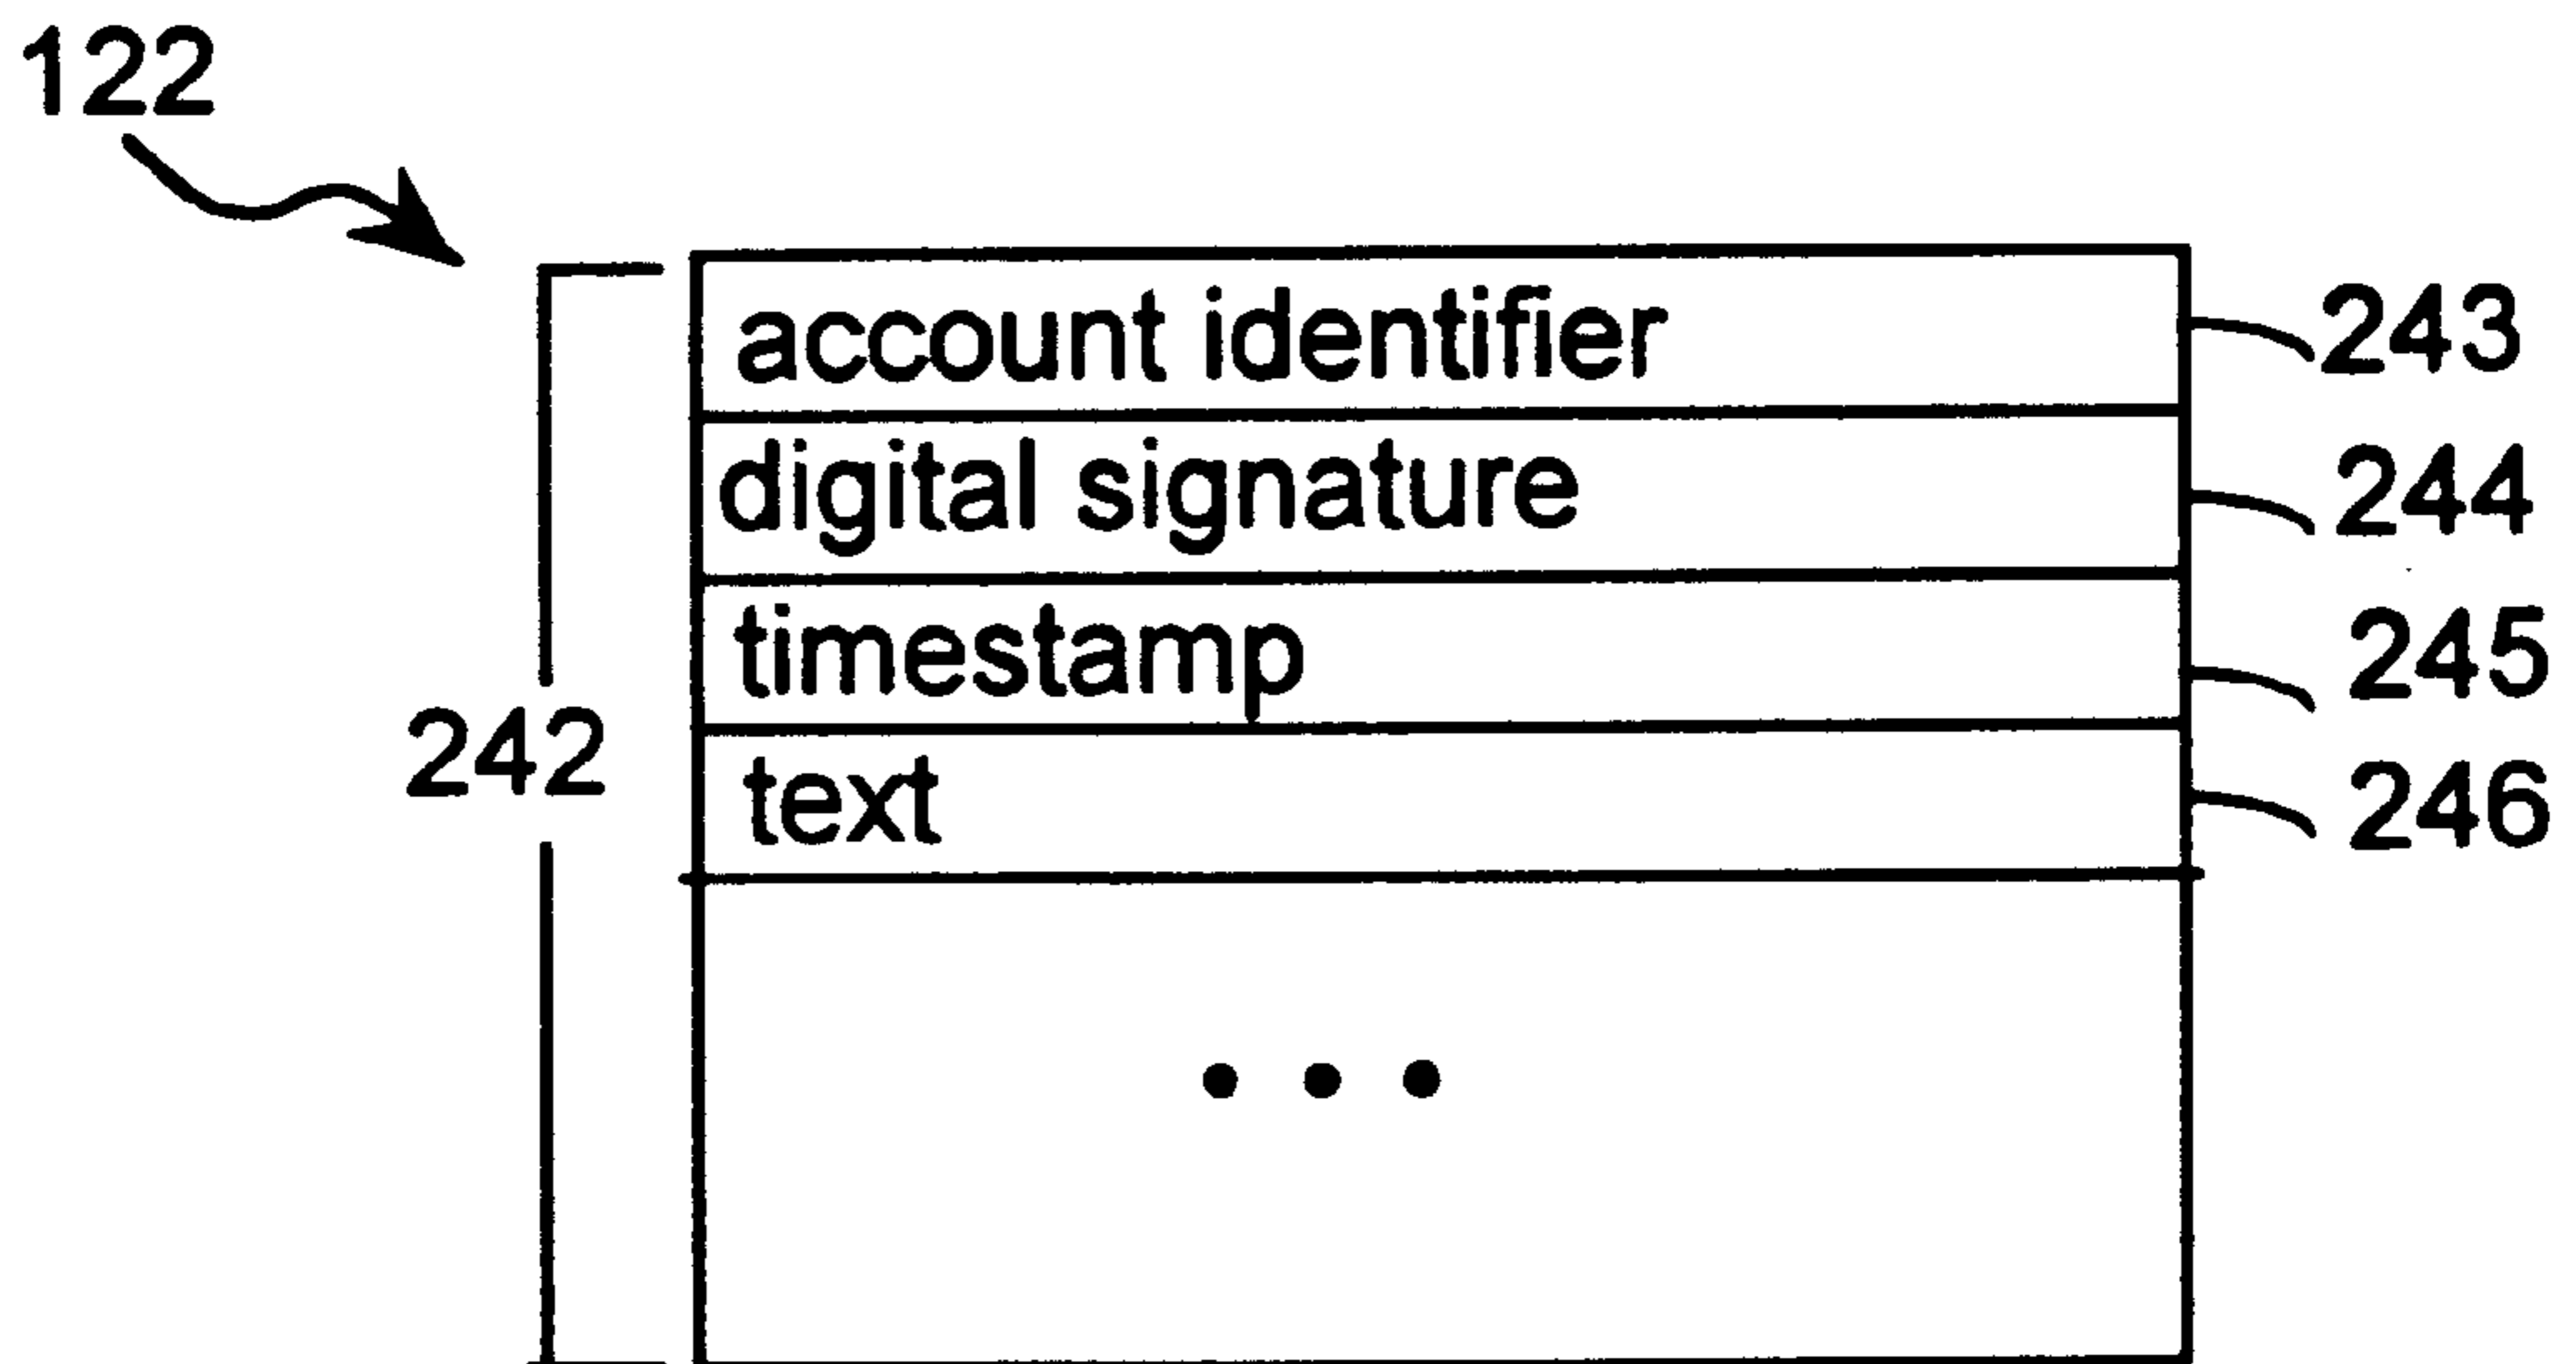 122
account identifier 243
digital signature 244
timestamp 245
242
text 246
• • •